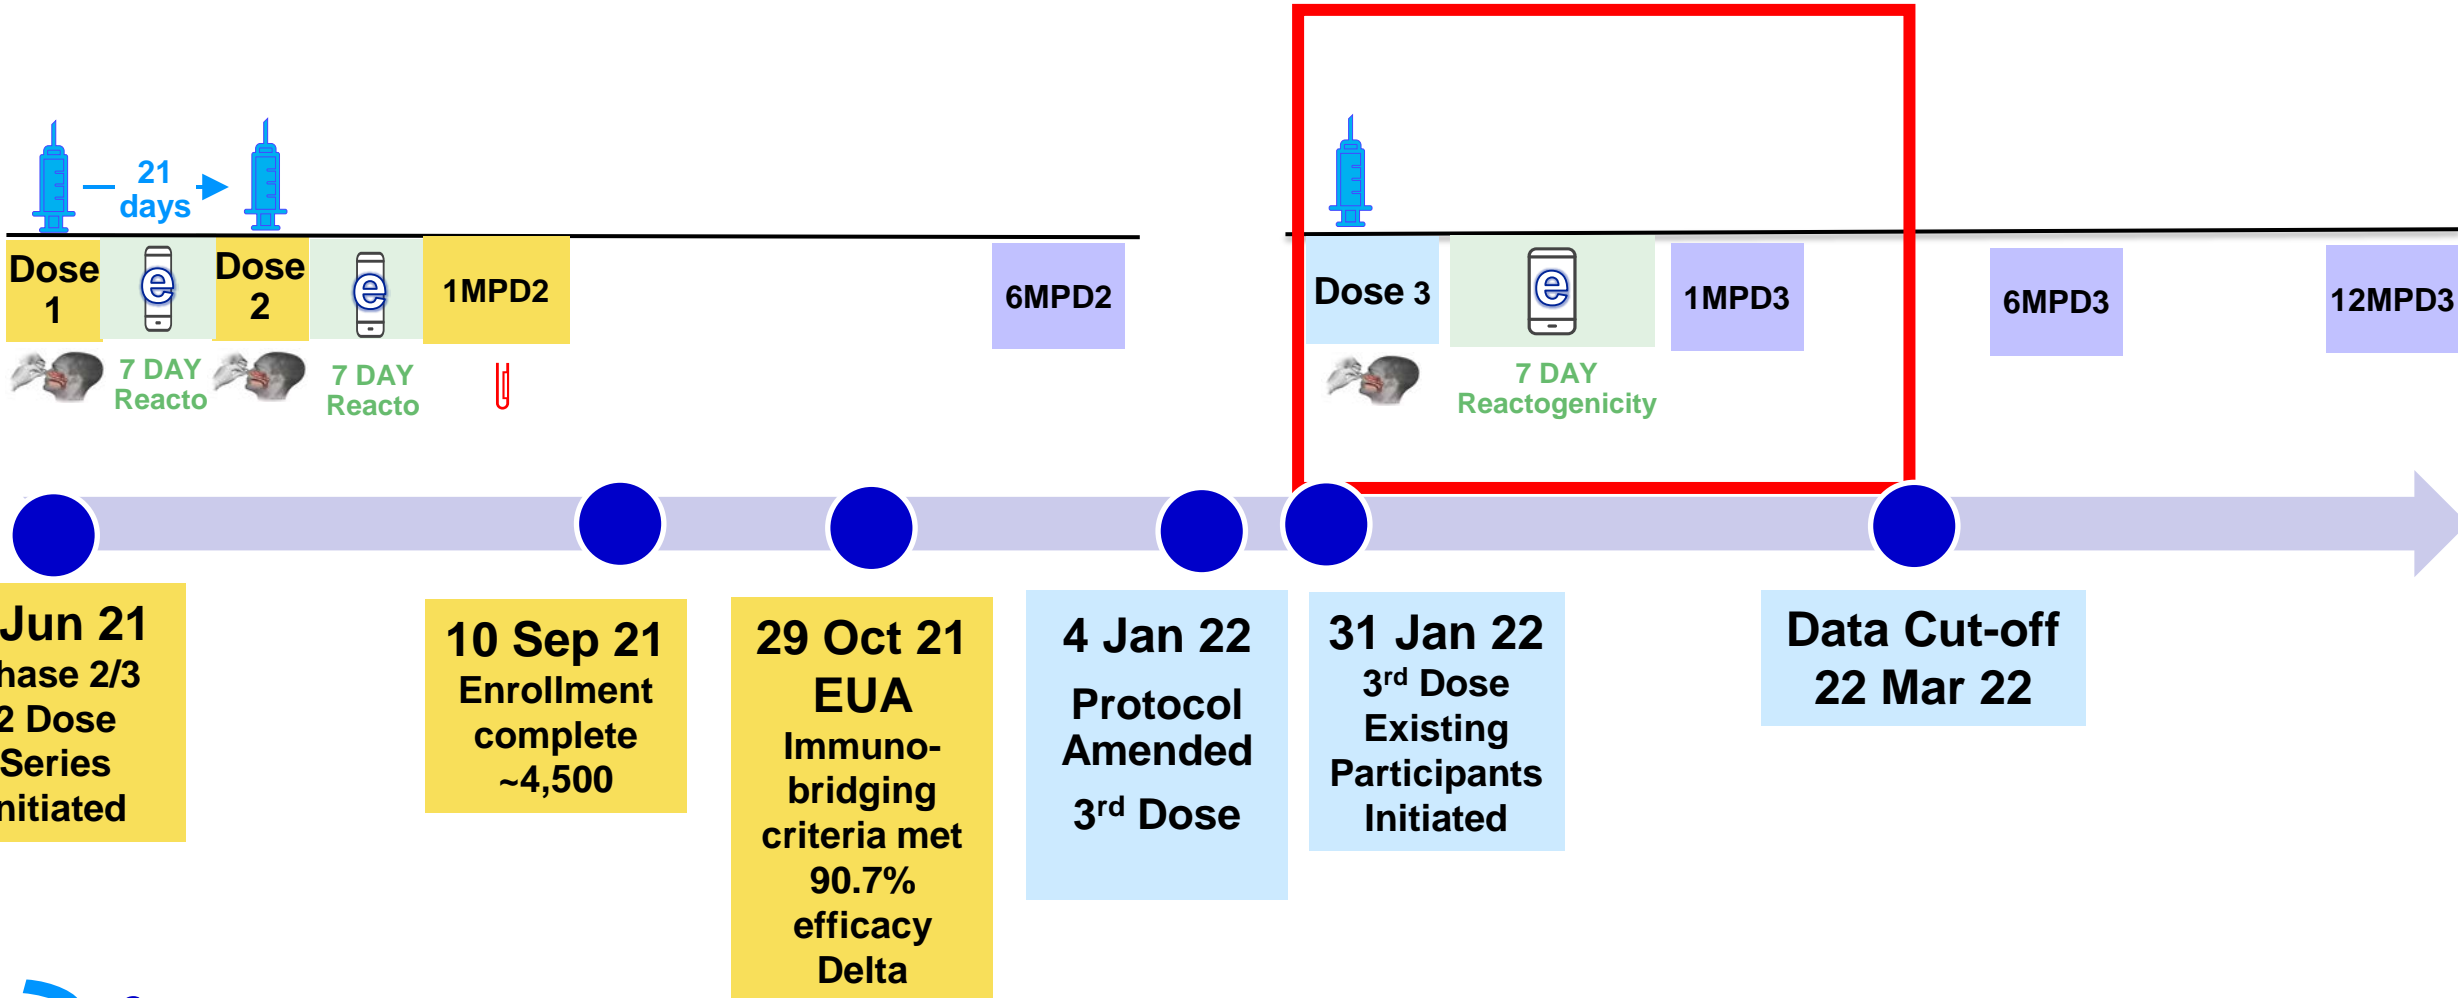 21
days
Dose
1
e
Dose
2
e
1MPD2
6MPD2
Dose 3
e
1MPD3
6MPD3
12MPD3
7 DAY
Reacto
7 DAY
Reacto
7 DAY
Reactogenicity
Jun 21
hase 2/3
2 Dose
Series
nitiated
10 Sep 21
Enrollment
complete
~4,500
29 Oct 21
EUA
Immuno-
bridging
criteria met
90.7%
efficacy
Delta
4 Jan 22
Protocol
Amended
3rd Dose
31 Jan 22
3rd Dose
Existing
Participants
Initiated
Data Cut-off
22 Mar 22